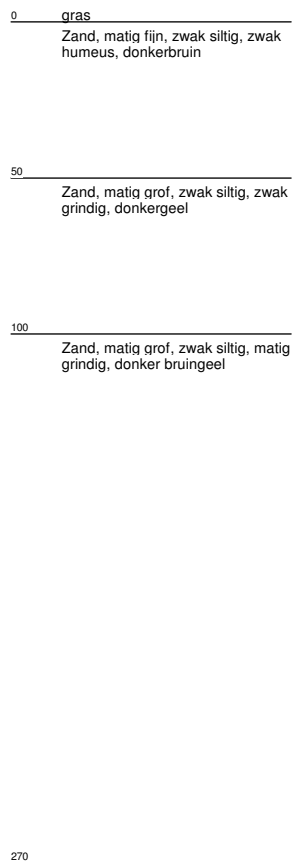 0 gras
Zand, matig fijn, zwak siltig, zwak
humeus, donkerbruin
50
Zand, matig grof, zwak siltig, zwak
grindig, donkergeel
100
Zand, matig grof, zwak siltig, matig
grindig, donker bruingeel
270